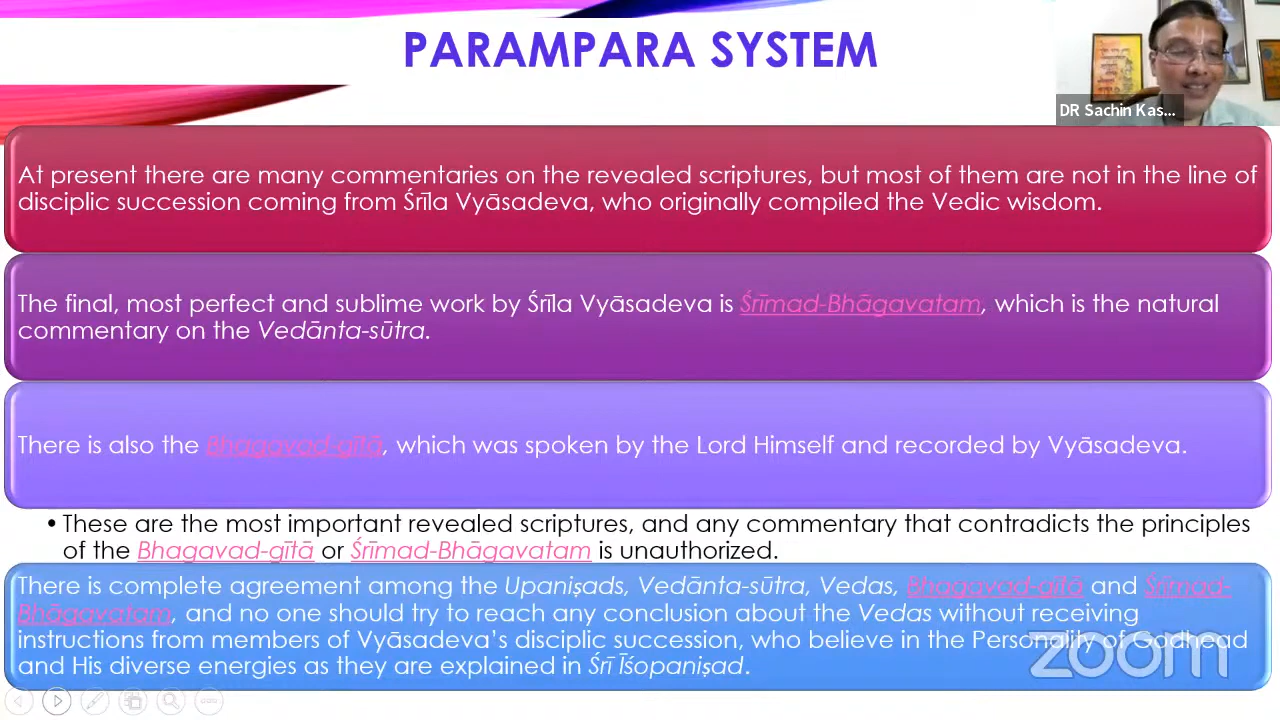 PARAMPARA SYSTEM
DR Sachin Kas...
At present there are many commentaries on the revealed scriptures, but most of them are not in the line of
disciplic succession coming from Śrīla Vyāsadeva, who originally compiled the Vedic wisdom.
The final, most perfect and sublime work by Śrīla Vyāsadeva is Śrīmad-Bhāgavatam, which is the natural
commentary on the Vedānta-sūtra.
There is also the Bhagavad-gītā, which was spoken by the Lord Himself and recorded by Vyāsadeva.
• These are the most important revealed scriptures, and any commentary that contradicts the principles
of the Bhagavad-gītā or Śrīmad-Bhāgavatam is unauthorized.
There is complete agreement among the Upaniṣads, Vedānta-sūtra, Vedas, Bhagavad-gītā and Śrīmad-
Bhāgavatam, and no one should try to reach any conclusion about the Vedas without receiving
instructions from members of Vyāsadeva’s disciplic succession, who believe in the Personality of Godhead
and His diverse energies as they are explained in Śrī Īśopaniṣad.
zoom